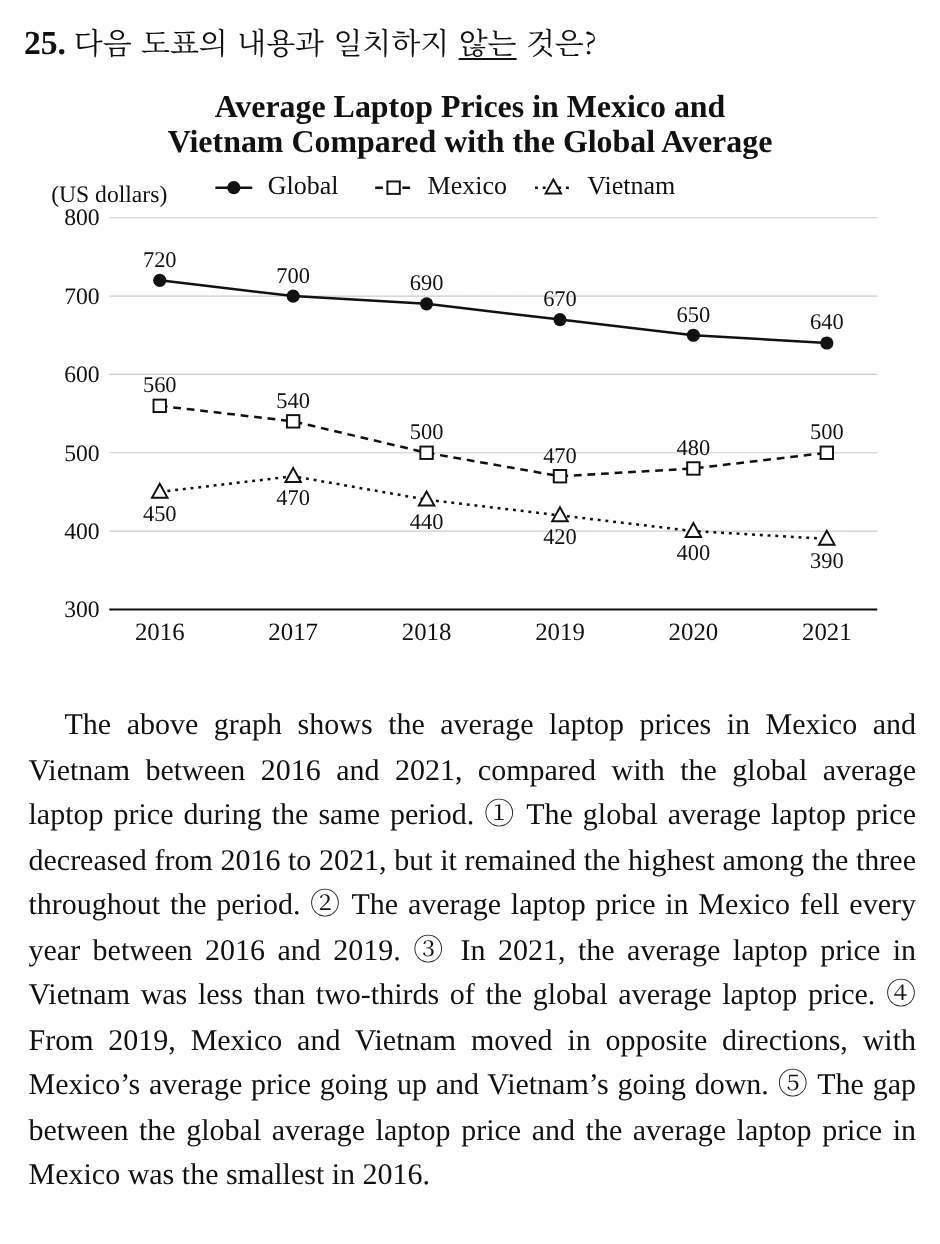 25. 다음 도표의 내용과 일치하지 않는 것은?
Average Laptop Prices in Mexico and
Vietnam Compared with the Global Average
(US dollars)
Global Mexico Vietnam
800
700
600
500
400
300
720 700 690 670 650 640
560 540 500 470 480 500
450 470 440 420 400 390
2016 2017 2018 2019 2020 2021
The above graph shows the average laptop prices in Mexico and
Vietnam between 2016 and 2021, compared with the global average
laptop price during the same period. ① The global average laptop price
decreased from 2016 to 2021, but it remained the highest among the three
throughout the period. ② The average laptop price in Mexico fell every
year between 2016 and 2019. ③ In 2021, the average laptop price in
Vietnam was less than two-thirds of the global average laptop price. ④
From 2019, Mexico and Vietnam moved in opposite directions, with
Mexico’s average price going up and Vietnam’s going down. ⑤ The gap
between the global average laptop price and the average laptop price in
Mexico was the smallest in 2016.